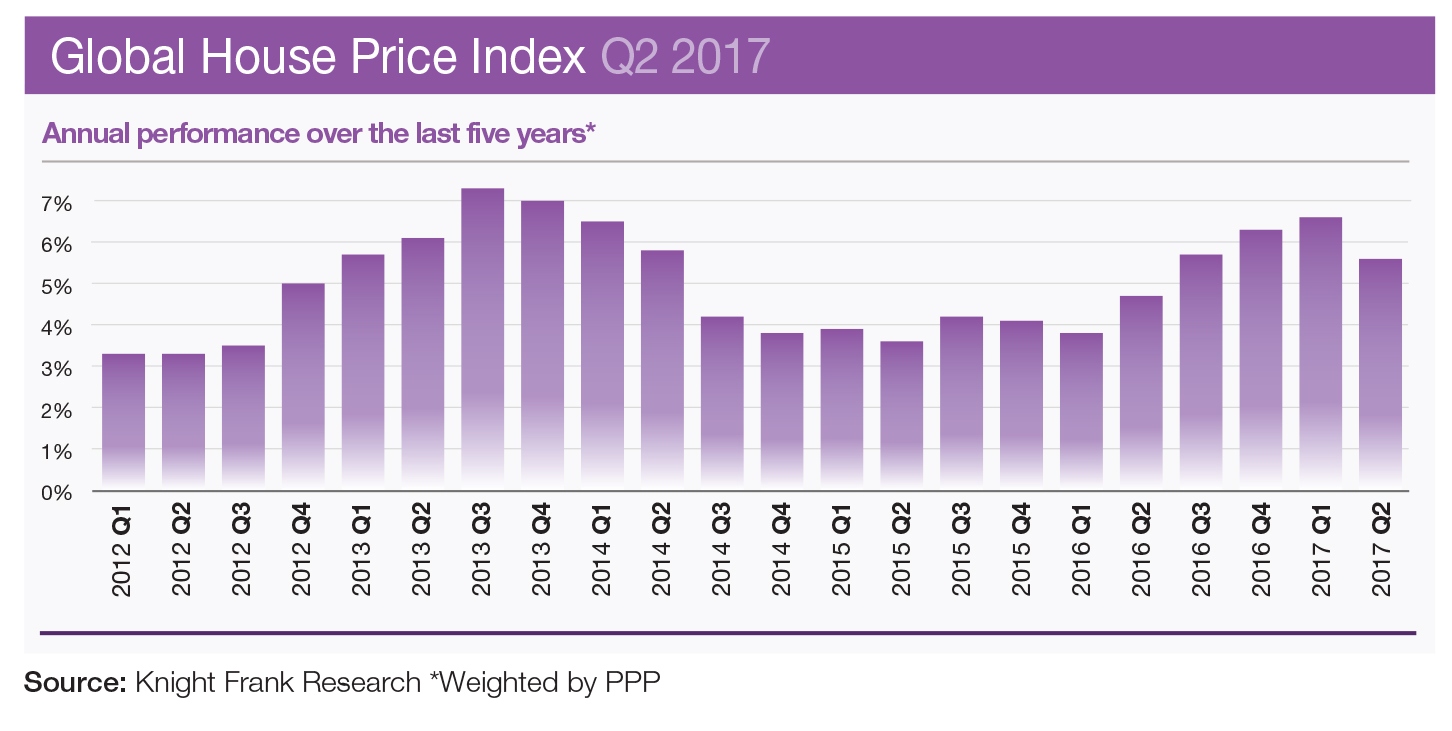 Global House Price Index Q2 2017
Annual performance over the last five years*
7%
6%
5%
4%
3%
2%
1%
0%
2012 Q1
2012 Q2
2012 Q3
2012 Q4
2013 Q1
2013 Q2
2013 Q3
2013 Q4
2014 Q1
2014 Q2
2014 Q3
2014 Q4
2015 Q1
2015 Q2
2015 Q3
2015 Q4
2016 Q1
2016 Q2
2016 Q3
2016 Q4
2017 Q1
2017 Q2
Source: Knight Frank Research *Weighted by PPP